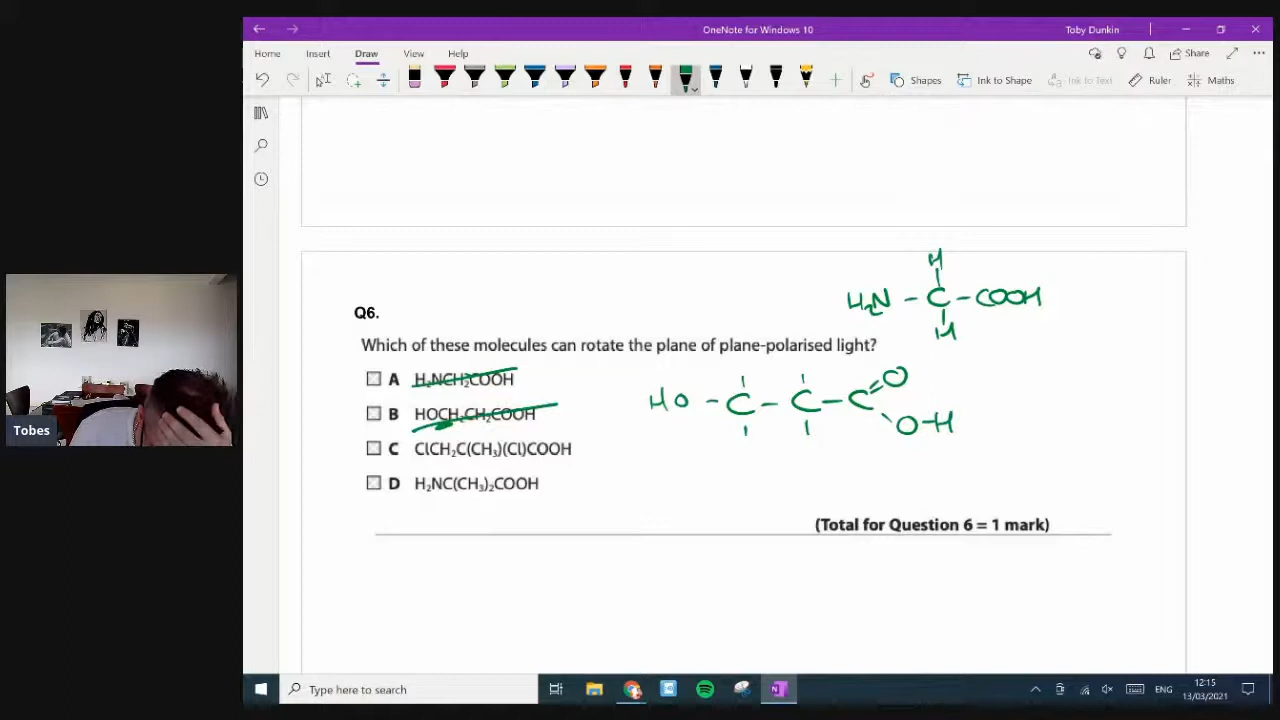 OneNote for Windows 10
Toby Dunkin
Home Insert Draw View Help
Share
Shapes Ink to Shape Ink to Text Ruler Maths
H
H₂N - C - COOH
H
Q6.
Which of these molecules can rotate the plane of plane-polarised light?
A H₂NCH₂COOH
B HOCH₂CH₂COOH
C ClCH₂C(CH₃)(Cl)COOH
D H₂NC(CH₃)₂COOH
HO - C - C - C = O
O-H
(Total for Question 6 = 1 mark)
Tobes
Type here to search
ENG
12:15
13/03/2021